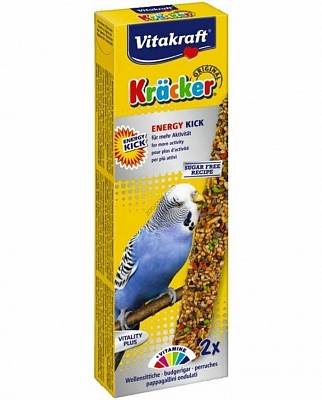 Vitakraft®
Kräcker
ORIGINAL
ENERGY KICK
für mehr Aktivität
for more activity
pour plus d'activité
per più attivi
ENERGY
KICK!
SUGAR FREE
RECIPE
VITALITY
PLUS
+ VITAMINE +
2x
Wellensittiche · budgerigar · perruches
pappagallini ondulati